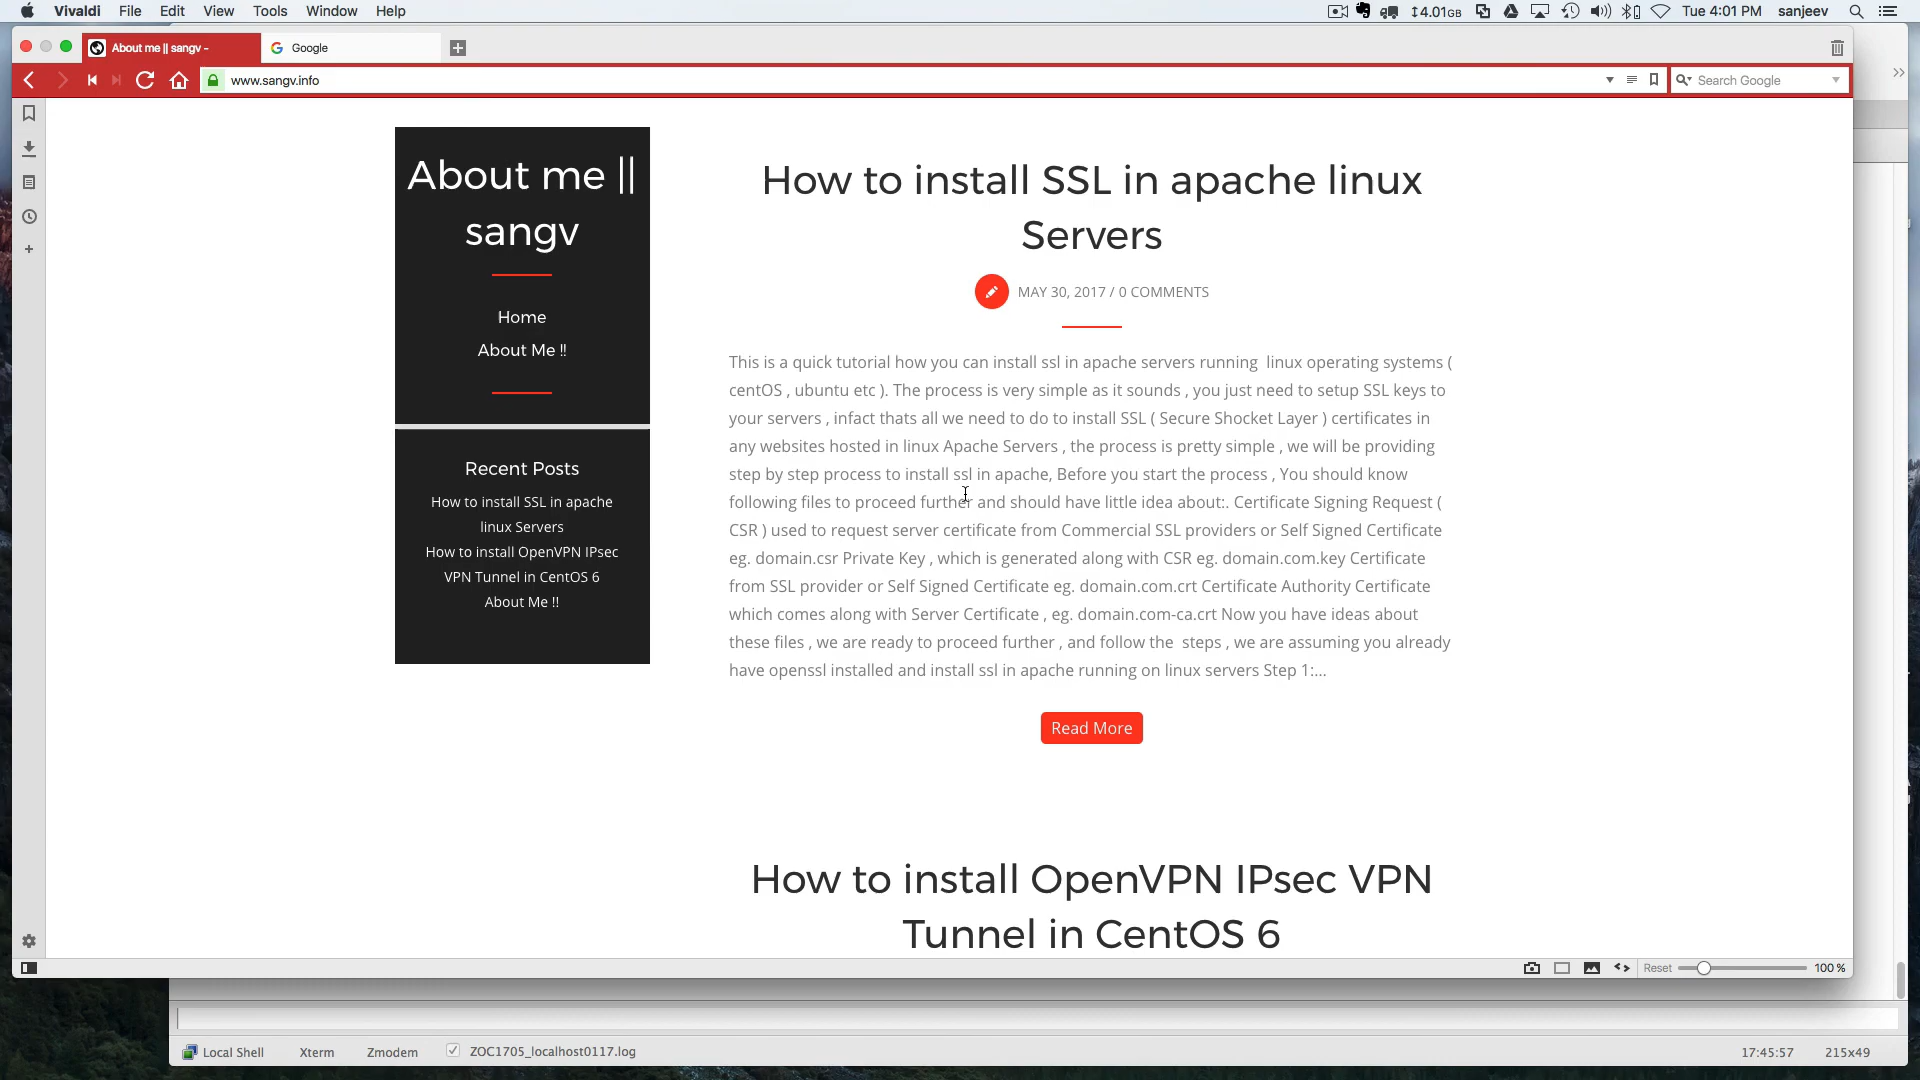 Vivaldi File Edit View Tools Window Help
4.01GB Tue 4:01 PM sanjeev
About me || sangv -
Google
www.sangv.info
Search Google
About me ||
sangv
Home
About Me !!
Recent Posts
How to install SSL in apache
linux Servers
How to install OpenVPN IPsec
VPN Tunnel in CentOS 6
About Me !!
How to install SSL in apache linux
Servers
MAY 30, 2017 / 0 COMMENTS
This is a quick tutorial how you can install ssl in apache servers running  linux operating systems (
centOS , ubuntu etc ). The process is very simple as it sounds , you just need to setup SSL keys to
your servers , infact thats all we need to do to install SSL ( Secure Shocket Layer ) certificates in
any websites hosted in linux Apache Servers , the process is pretty simple , we will be providing
step by step process to install ssl in apache, Before you start the process , You should know
following files to proceed further and should have little idea about:. Certificate Signing Request (
CSR ) used to request server certificate from Commercial SSL providers or Self Signed Certificate
eg. domain.csr Private Key , which is generated along with CSR eg. domain.com.key Certificate
from SSL provider or Self Signed Certificate eg. domain.com.crt Certificate Authority Certificate
which comes along with Server Certificate , eg. domain.com-ca.crt Now you have ideas about
these files , we are ready to proceed further , and follow the  steps , we are assuming you already
have openssl installed and install ssl in apache running on linux servers Step 1:...
Read More
How to install OpenVPN IPsec VPN
Tunnel in CentOS 6
Reset 100 %
Local Shell Xterm Zmodem ZOC1705_localhost0117.log 17:45:57 215x49